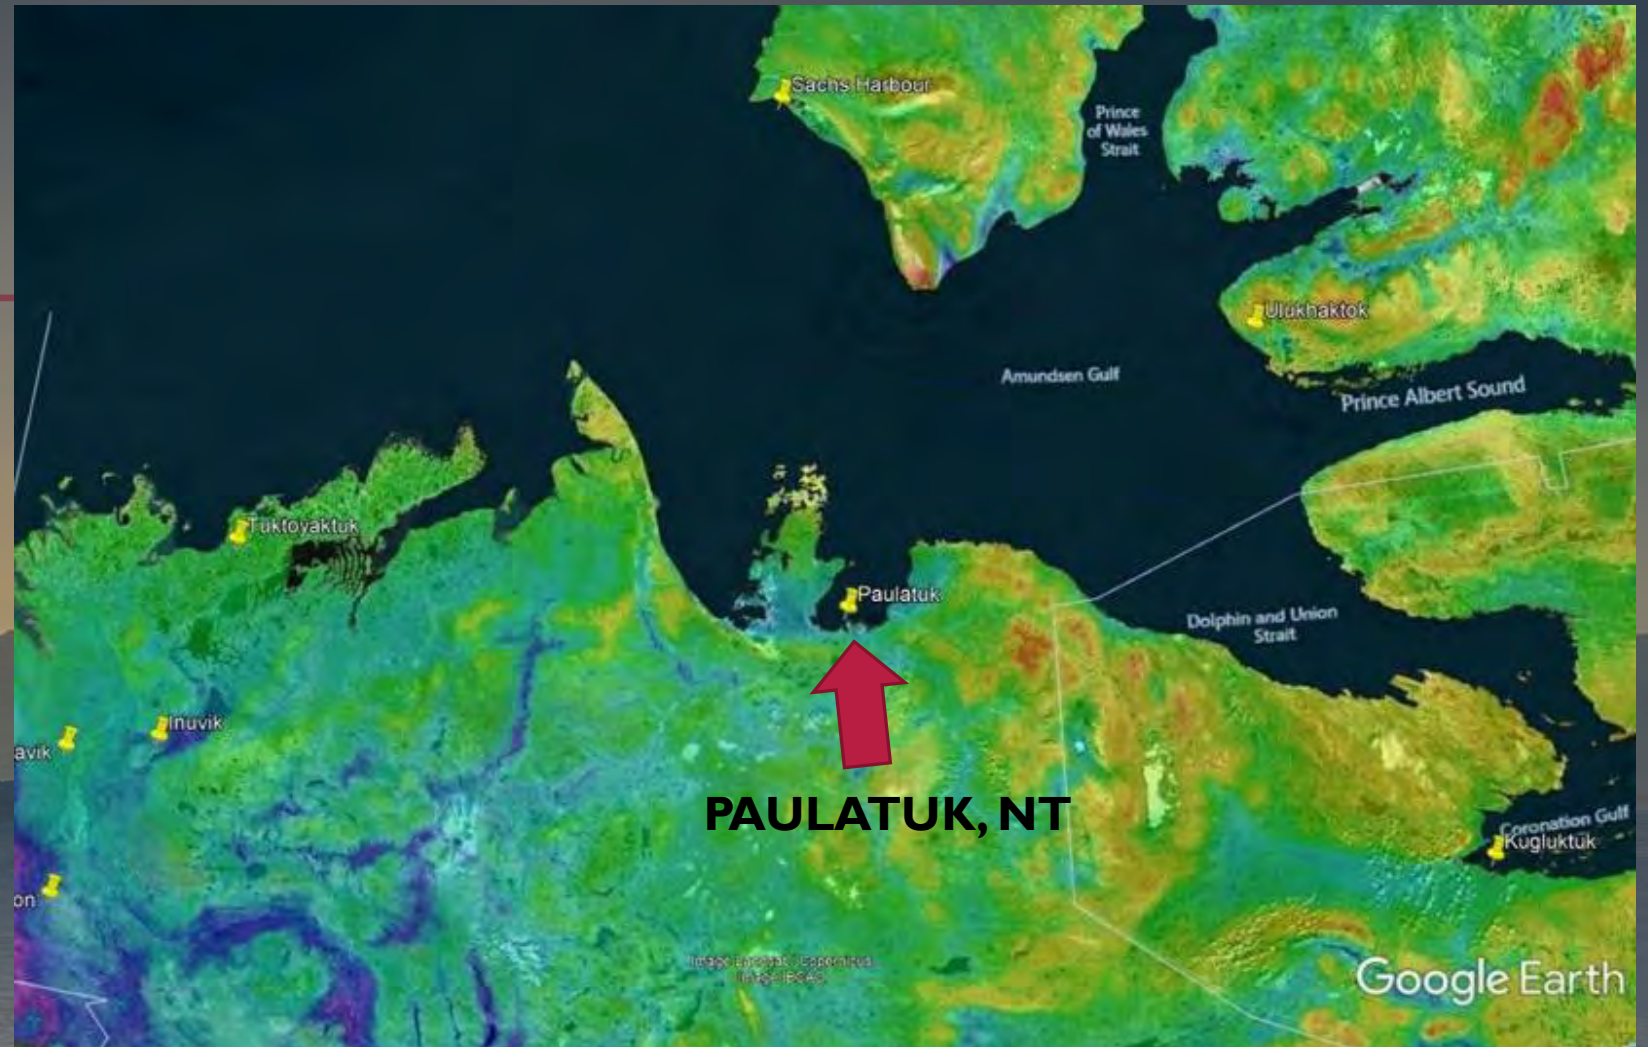 Sachs Harbour
Prince
of Wales
Strait
Ulukhaktok
Amundsen Gulf
Prince Albert Sound
Tuktoyaktuk
Paulatuk
Dolphin and Union
Strait
Inuvik
avik
PAULATUK, NT
Coronation Gulf
Kugluktuk
on
Google Earth